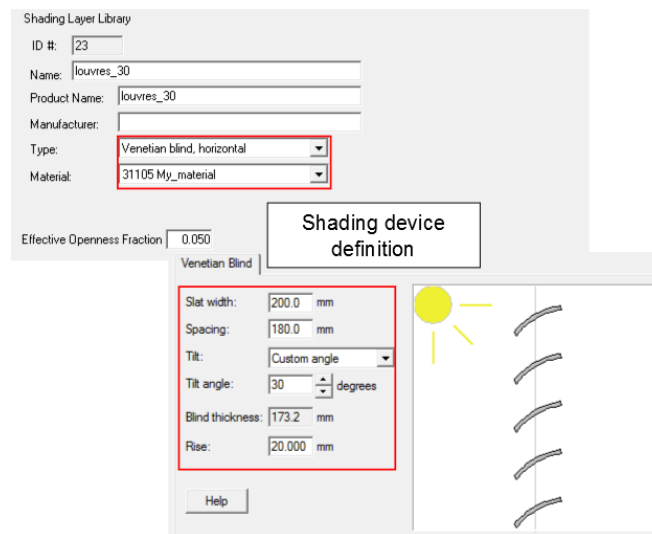 Shading Layer Library
ID #: 23
Name: louvres_30
Product Name: louvres_30
Manufacturer:
Type: Venetian blind, horizontal
Material: 31105 My_material
Effective Openness Fraction 0.050
Shading device
definition
Venetian Blind
Slat width: 200.0 mm
Spacing: 180.0 mm
Tilt: Custom angle
Tilt angle: 30 degrees
Blind thickness: 173.2 mm
Rise: 20.000 mm
Help